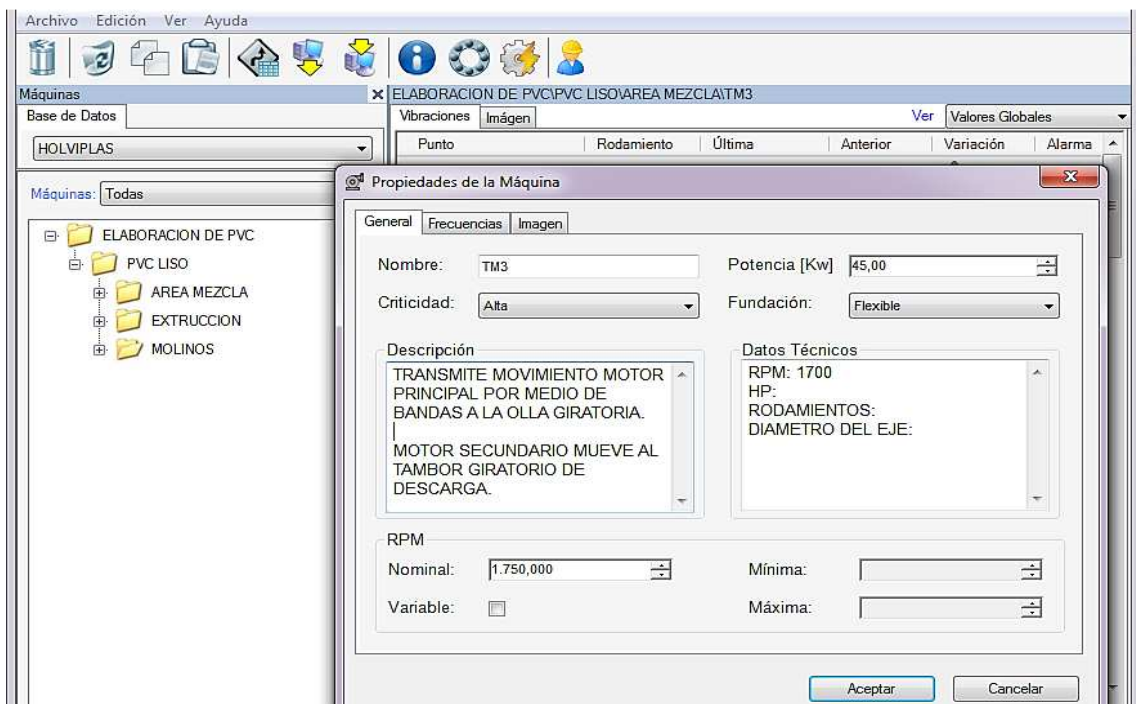 Archivo Edición Ver Ayuda
Máquinas
Base de Datos
HOLVIPLAS
Máquinas: Todas
ELABORACION DE PVC
PVC LISO
AREA MEZCLA
EXTRUCCION
MOLINOS
ELABORACION DE PVC\PVC LISO\AREA MEZCLA\TM3
Vibraciones Imágen Ver Valores Globales
Punto Rodamiento Última Anterior Variación Alarma
Propiedades de la Máquina
General Frecuencias Imagen
Nombre: TM3 Potencia [Kw] 45,00
Criticidad: Alta Fundación: Flexible
Descripción
TRANSMITE MOVIMIENTO MOTOR
PRINCIPAL POR MEDIO DE
BANDAS A LA OLLA GIRATORIA.
MOTOR SECUNDARIO MUEVE AL
TAMBOR GIRATORIO DE
DESCARGA.
Datos Técnicos
RPM: 1700
HP:
RODAMIENTOS:
DIAMETRO DEL EJE:
RPM
Nominal: 1.750,000 Mínima:
Variable: Máxima:
Aceptar Cancelar